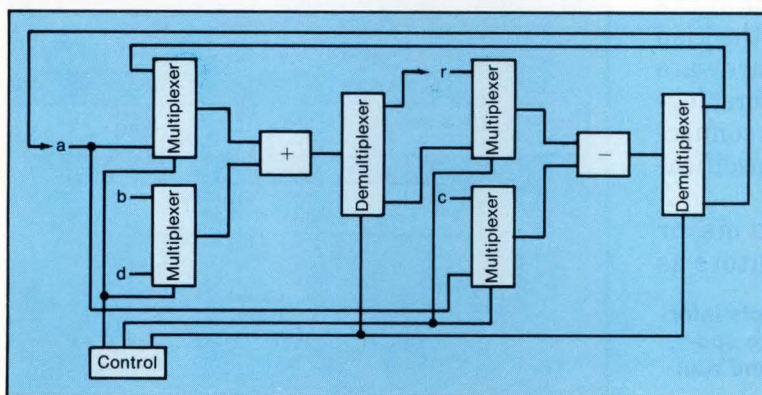 a
Multiplexer
b
d
Multiplexer
+
Demultiplexer
r
Multiplexer
c
Multiplexer
−
Demultiplexer
Control